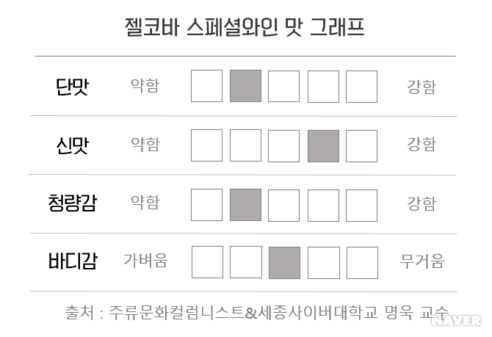 젤코바 스페셜와인 맛 그래프
단맛 약함 강함
신맛 약함 강함
청량감 약함 강함
바디감 가벼움 무거움
출처 : 주류문화컬럼니스트&세종사이버대학교 명욱 교수
NAVER